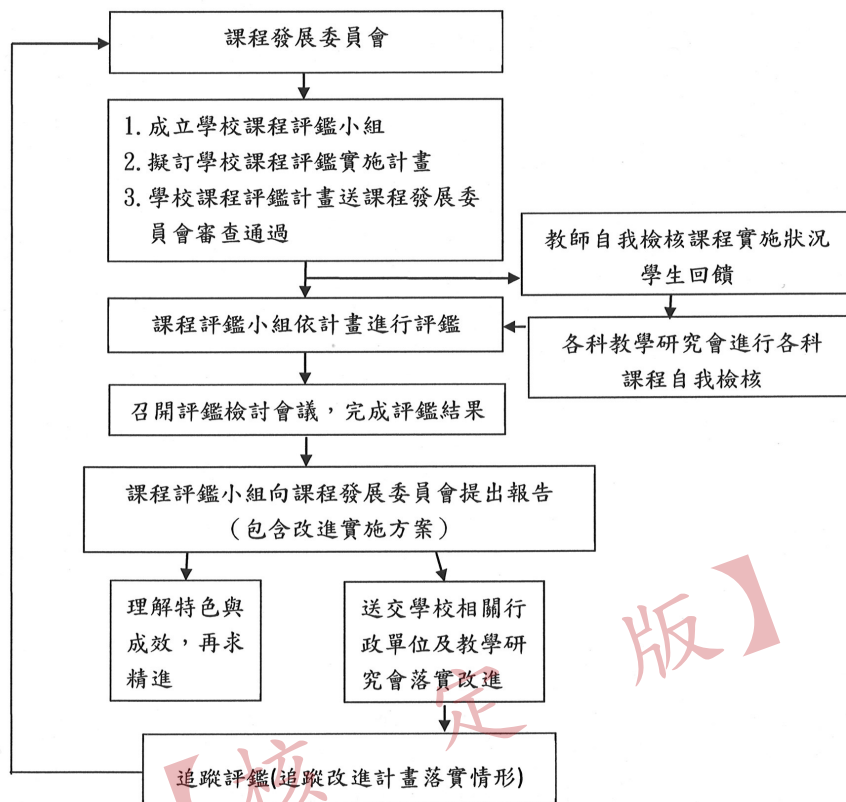 課程發展委員會
1. 成立學校課程評鑑小組
2. 擬訂學校課程評鑑實施計畫
3. 學校課程評鑑計畫送課程發展委
員會審查通過
教師自我檢核課程實施狀況
學生回饋
課程評鑑小組依計畫進行評鑑
各科教學研究會進行各科
課程自我檢核
召開評鑑檢討會議，完成評鑑結果
課程評鑑小組向課程發展委員會提出報告
（包含改進實施方案）
理解特色與
成效，再求
精進
送交學校相關行
政單位及教學研
究會落實改進
追蹤評鑑(追蹤改進計畫落實情形)
【核定版】